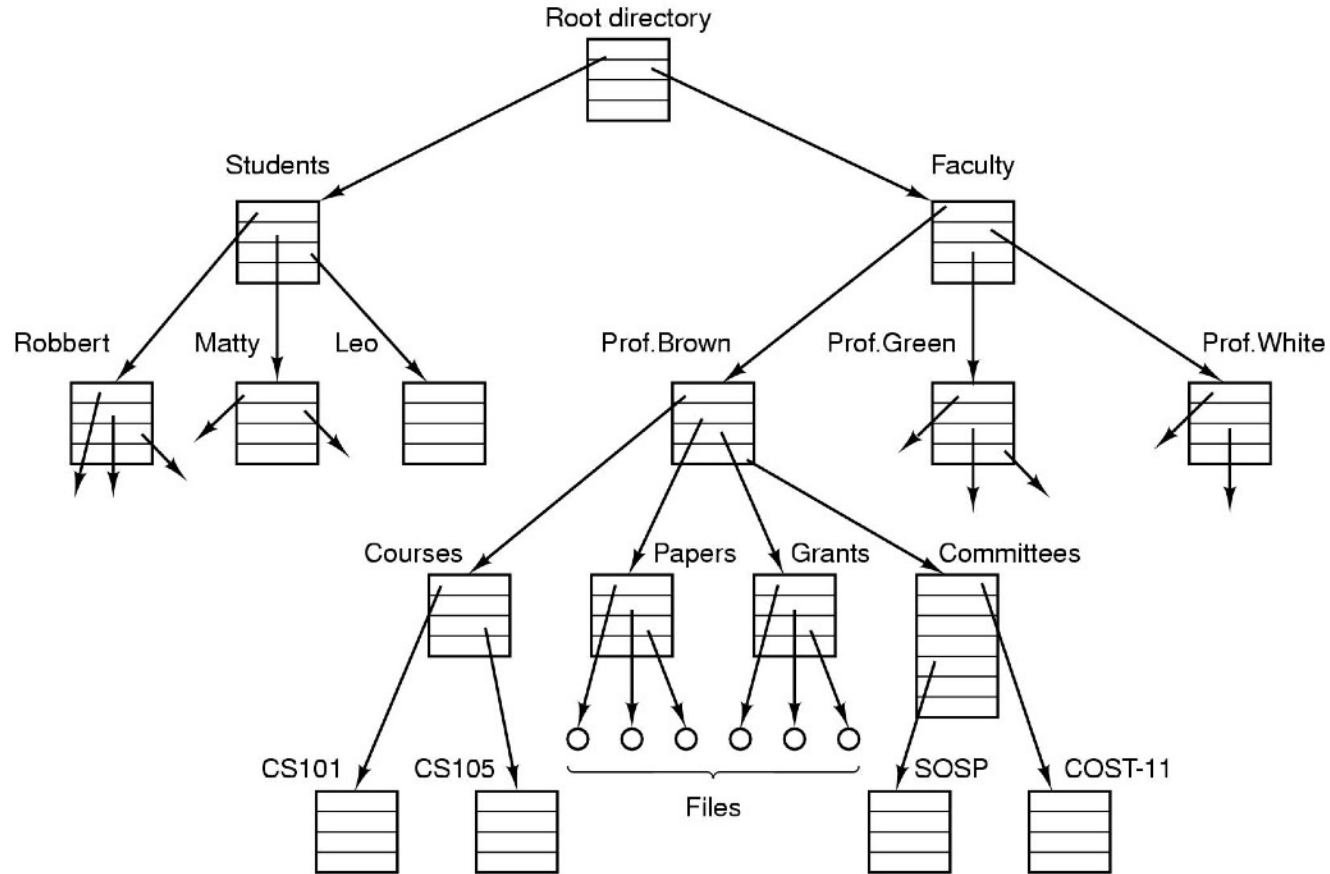 Root directory
Students
Faculty
Robbert
Matty
Leo
Prof.Brown
Prof.Green
Prof.White
Courses
Papers
Grants
Committees
CS101
CS105
SOSP
COST-11
Files